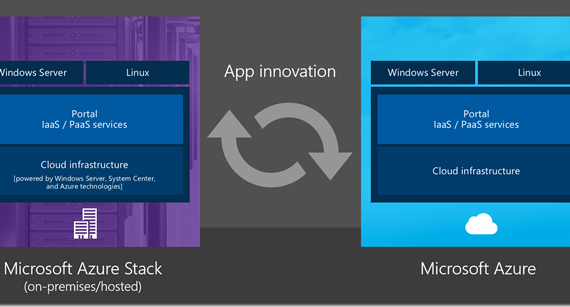 Windows Server
Linux
Portal
IaaS / PaaS services
Cloud infrastructure
[powered by Windows Server, System Center,
and Azure technologies]
Microsoft Azure Stack
(on-premises/hosted)
App innovation
Windows Server
Linux
Portal
IaaS / PaaS services
Cloud infrastructure
Microsoft Azure